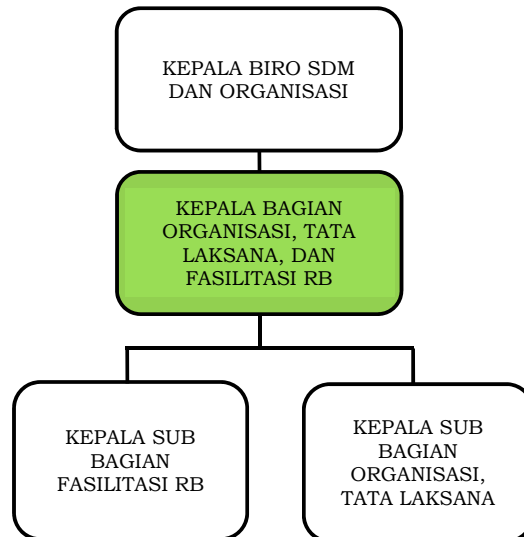 KEPALA BIRO SDM
DAN ORGANISASI
KEPALA BAGIAN
ORGANISASI, TATA
LAKSANA, DAN
FASILITASI RB
KEPALA SUB
BAGIAN
FASILITASI RB
KEPALA SUB
BAGIAN
ORGANISASI,
TATA LAKSANA